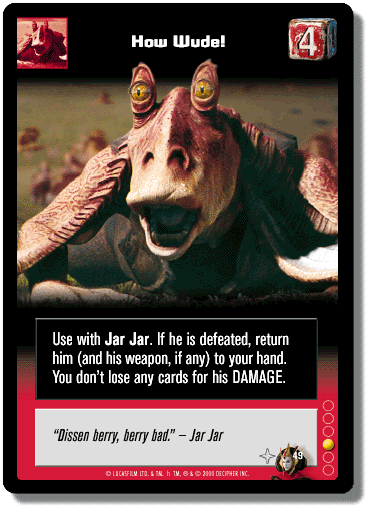 How Wude!
4
Use with Jar Jar. If he is defeated, return
him (and his weapon, if any) to your hand.
You don't lose any cards for his DAMAGE.
"Dissen berry, berry bad." – Jar Jar
49
© LUCASFILM LTD. & TM, ® & © 2000 DECIPHER INC.